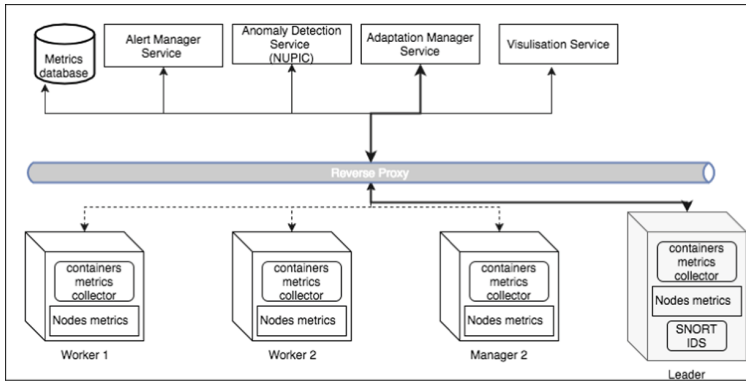 Metrics
database
Alert Manager
Service
Anomaly Detection
Service
(NUPIC)
Adaptation Manager
Service
Visulisation Service
Reverse Proxy
containers
metrics
collector
Nodes metrics
Worker 1
containers
metrics
collector
Nodes metrics
Worker 2
containers
metrics
collector
Nodes metrics
Manager 2
containers
metrics
collector
Nodes metrics
SNORT
IDS
Leader